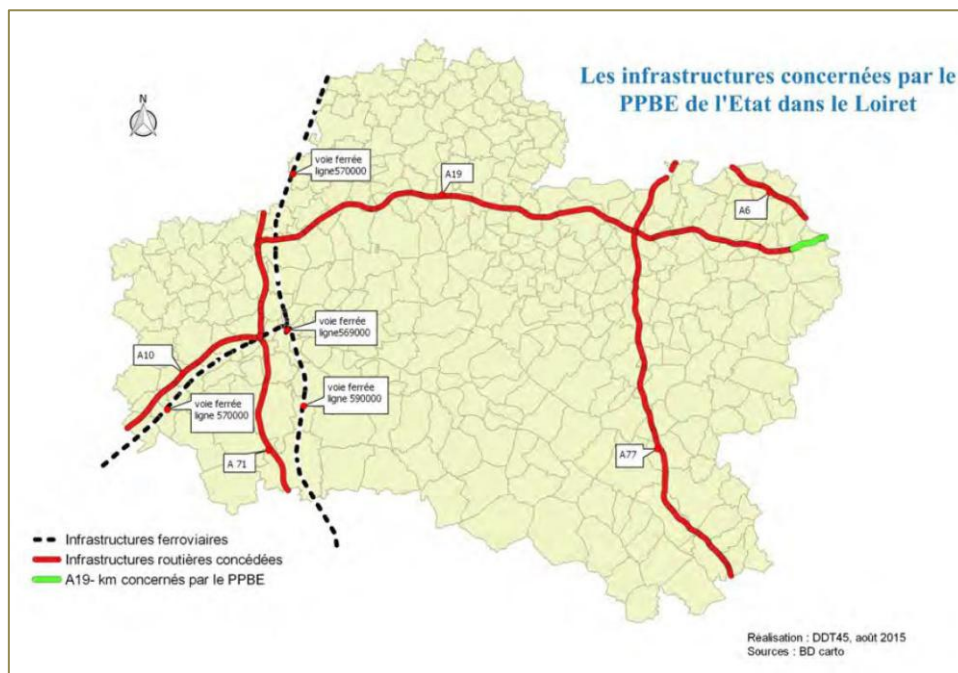 Les infrastructures concernées par le
PPBE de l'Etat dans le Loiret
N
voie ferrée
ligne570000
A19
A6
voie ferrée
ligne569000
A10
voie ferrée
ligne 590000
voie ferrée
ligne 570000
A 71
A77
Infrastructures ferroviaires
Infrastructures routières concédées
A19- km concernés par le PPBE
Réalisation : DDT45, août 2015
Sources : BD carto